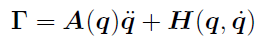 Γ = A(q)q̈ + H(q, q̇)